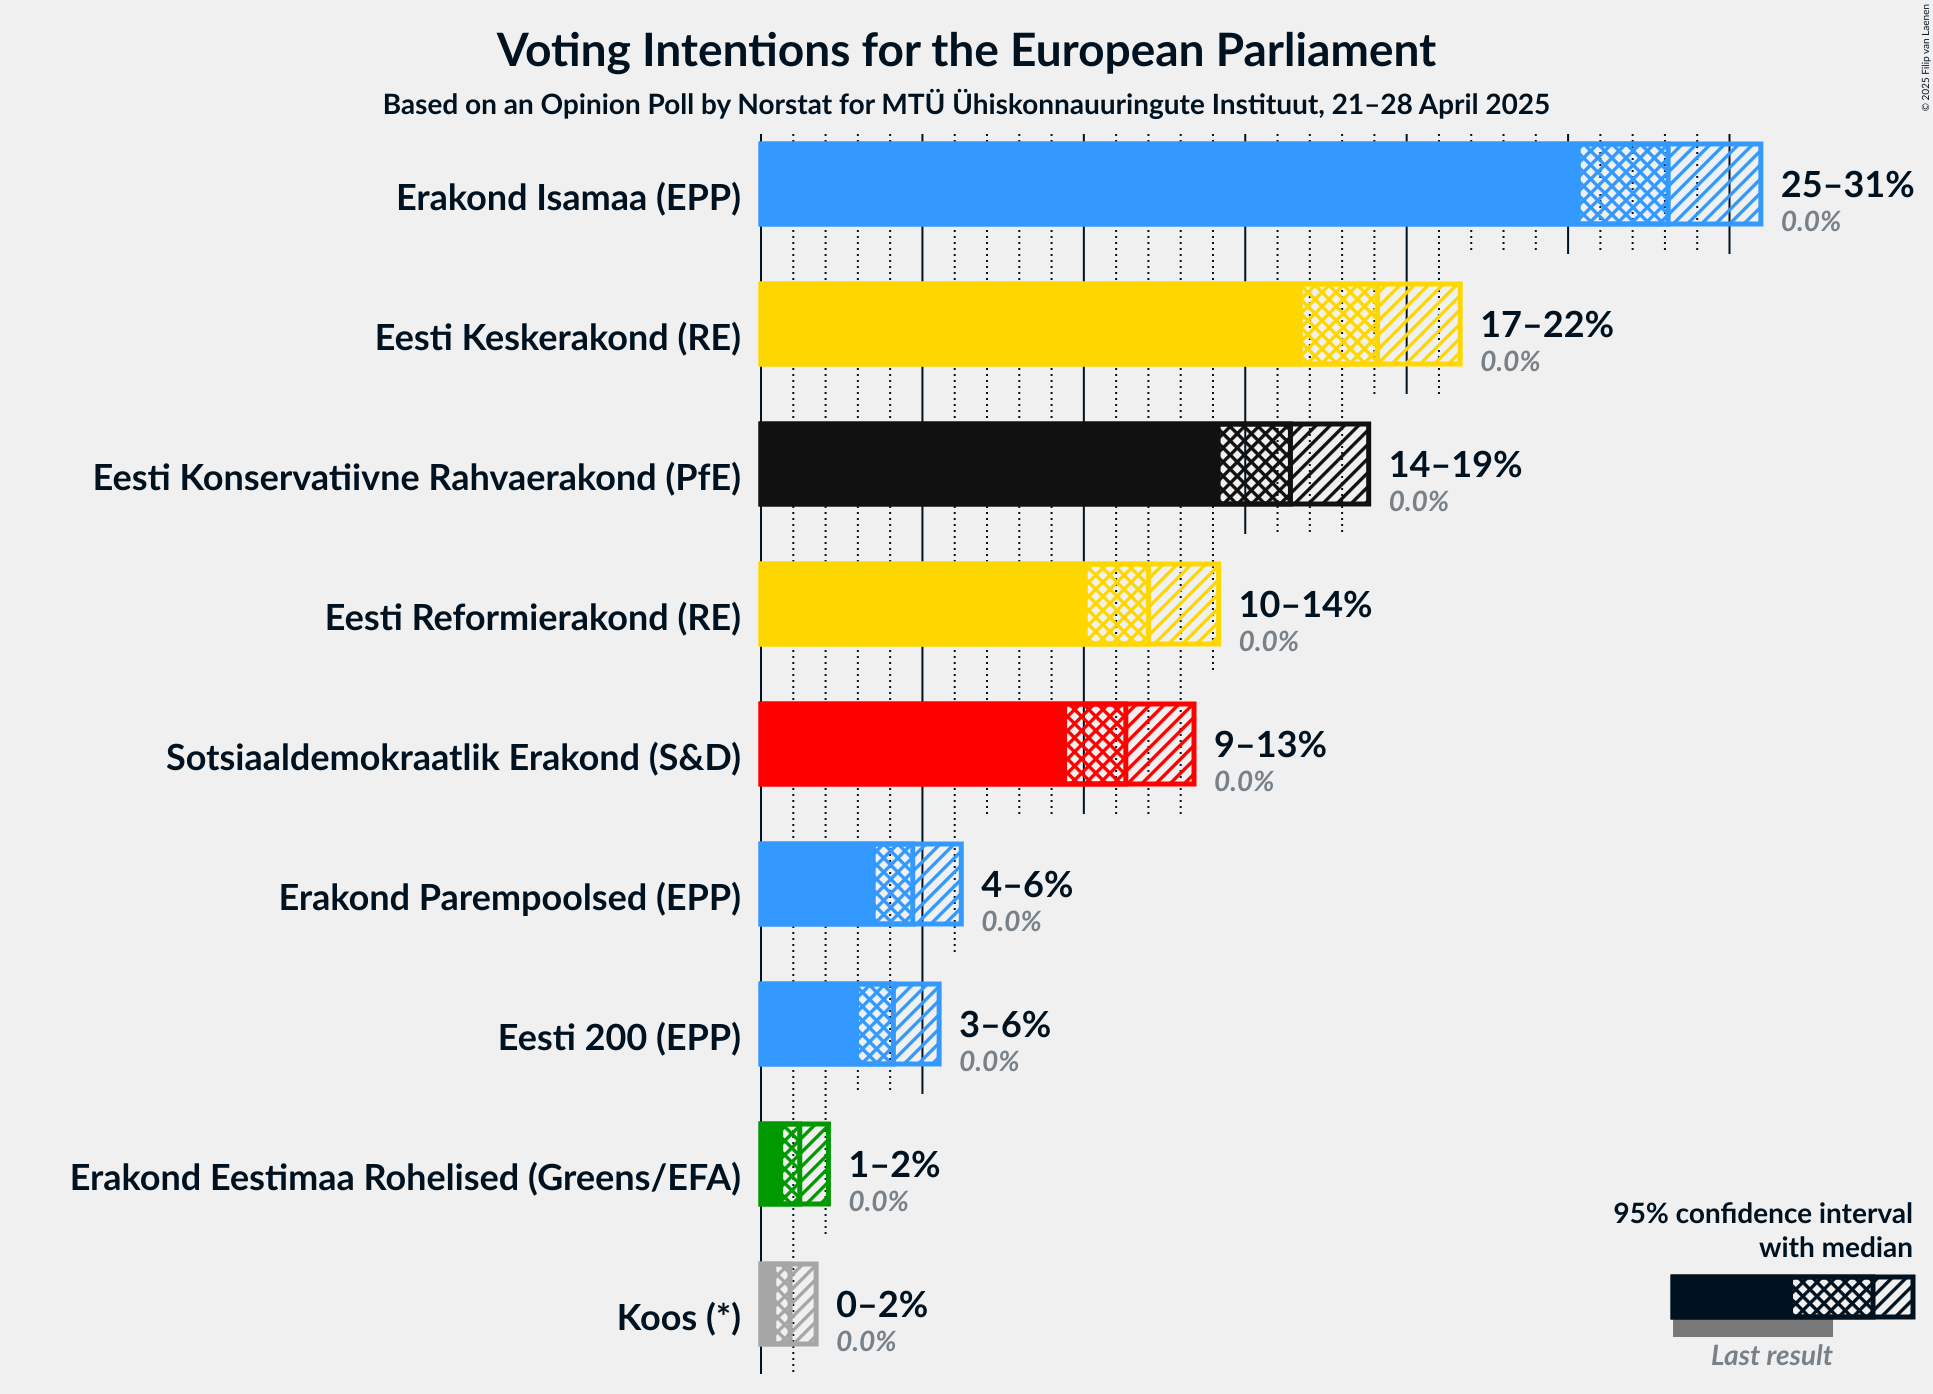 Voting Intentions for the European Parliament
Based on an Opinion Poll by Norstat for MTÜ Ühiskonnauuringute Instituut, 21–28 April 2025
© 2025 Filip van Laenen
Erakond Isamaa (EPP)
25–31%
0.0%
Eesti Keskerakond (RE)
17–22%
0.0%
Eesti Konservatiivne Rahvaerakond (PfE)
14–19%
0.0%
Eesti Reformierakond (RE)
10–14%
0.0%
Sotsiaaldemokraatlik Erakond (S&D)
9–13%
0.0%
Erakond Parempoolsed (EPP)
4–6%
0.0%
Eesti 200 (EPP)
3–6%
0.0%
Erakond Eestimaa Rohelised (Greens/EFA)
1–2%
0.0%
Koos (*)
0–2%
0.0%
95% confidence interval
with median
Last result